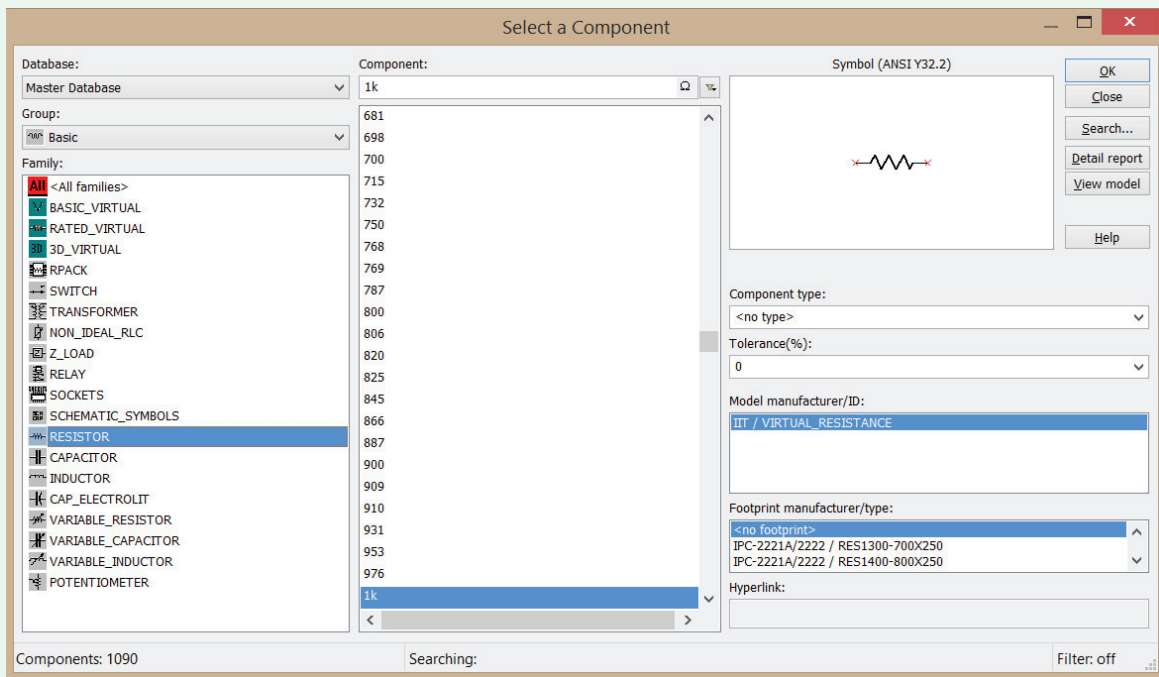 Select a Component
Database:
Master Database
Group:
Basic
Family:
All <All families>
BASIC_VIRTUAL
RATED_VIRTUAL
3D 3D_VIRTUAL
RPACK
SWITCH
TRANSFORMER
NON_IDEAL_RLC
Z_LOAD
RELAY
SOCKETS
SCHEMATIC_SYMBOLS
RESISTOR
CAPACITOR
INDUCTOR
CAP_ELECTROLIT
VARIABLE_RESISTOR
VARIABLE_CAPACITOR
VARIABLE_INDUCTOR
POTENTIOMETER
Component:
1k Ω
681
698
700
715
732
750
768
769
787
800
806
820
825
845
866
887
900
909
910
931
953
976
1k
Symbol (ANSI Y32.2)
OK
Close
Search...
Detail report
View model
Help
Component type:
<no type>
Tolerance(%):
0
Model manufacturer/ID:
IIT / VIRTUAL_RESISTANCE
Footprint manufacturer/type:
<no footprint>
IPC-2221A/2222 / RES1300-700X250
IPC-2221A/2222 / RES1400-800X250
Hyperlink:
Components: 1090
Searching:
Filter: off